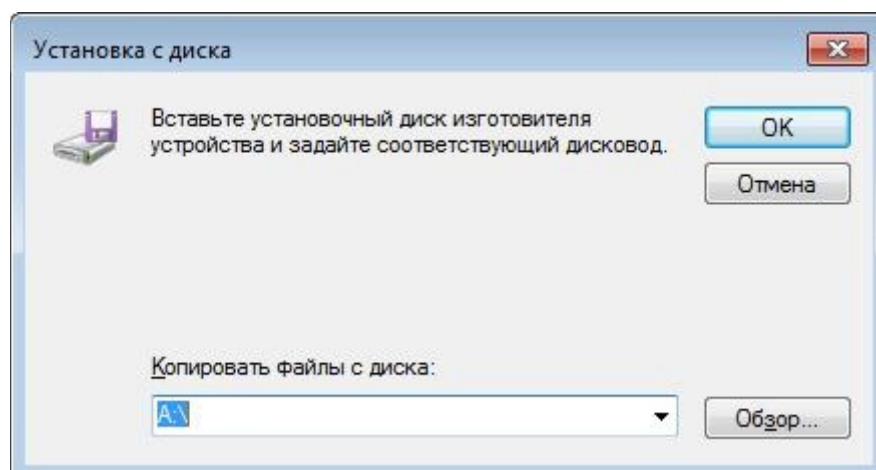 Установка с диска
Вставьте установочный диск изготовителя
устройства и задайте соответствующий дисковод.
OK
Отмена
Копировать файлы с диска:
A:\
Обзор...